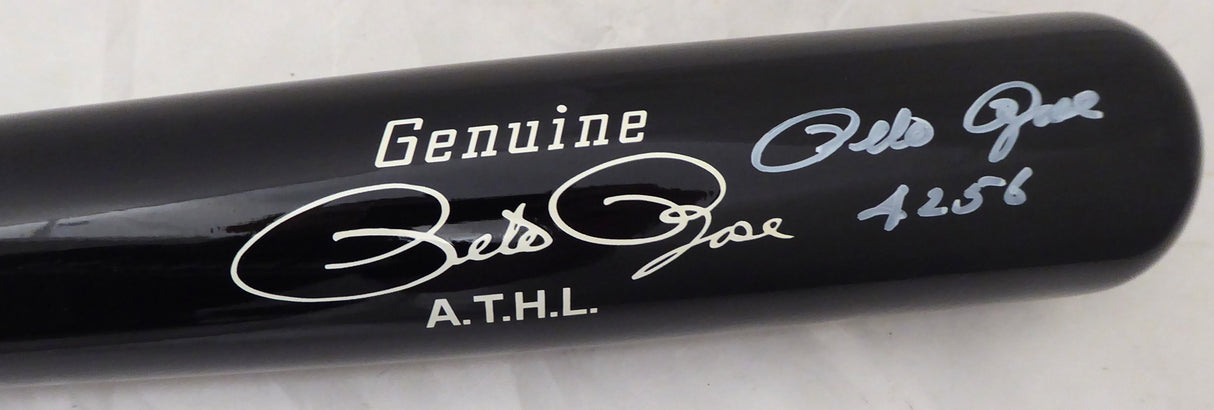 Genuine
Pete Rose
A.T.H.L.
Pete Rose
4256